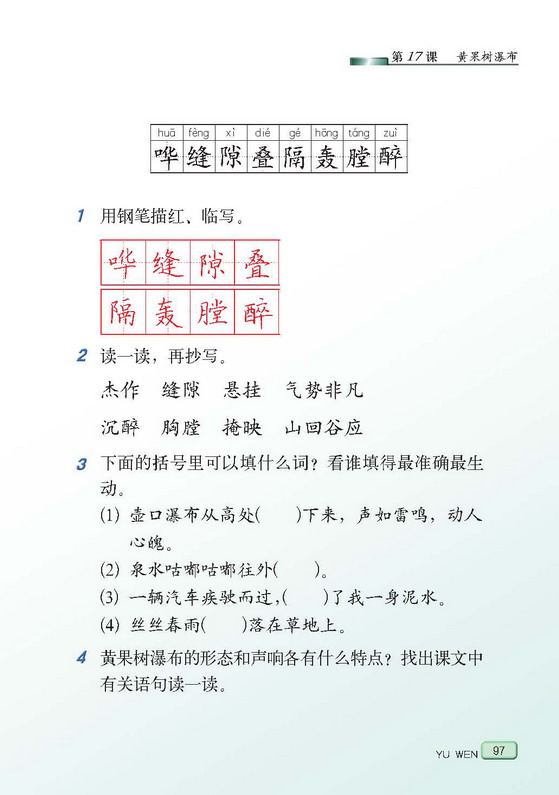 第17课 黄果树瀑布
huā fèng xì dié gé hōng táng zuì
哗 缝 隙 叠 隔 轰 膛 醉
1 用钢笔描红、临写。
哗 缝 隙 叠
隔 轰 膛 醉
2 读一读，再抄写。
杰作 缝隙 悬挂 气势非凡
沉醉 胸膛 掩映 山回谷应
3 下面的括号里可以填什么词？看谁填得最准确最生
动。
(1) 壶口瀑布从高处( )下来，声如雷鸣，动人
心魄。
(2) 泉水咕嘟咕嘟往外( )。
(3) 一辆汽车疾驶而过，( )了我一身泥水。
(4) 丝丝春雨( )落在草地上。
4 黄果树瀑布的形态和声响各有什么特点？找出课文中
有关语句读一读。
YU WEN 97